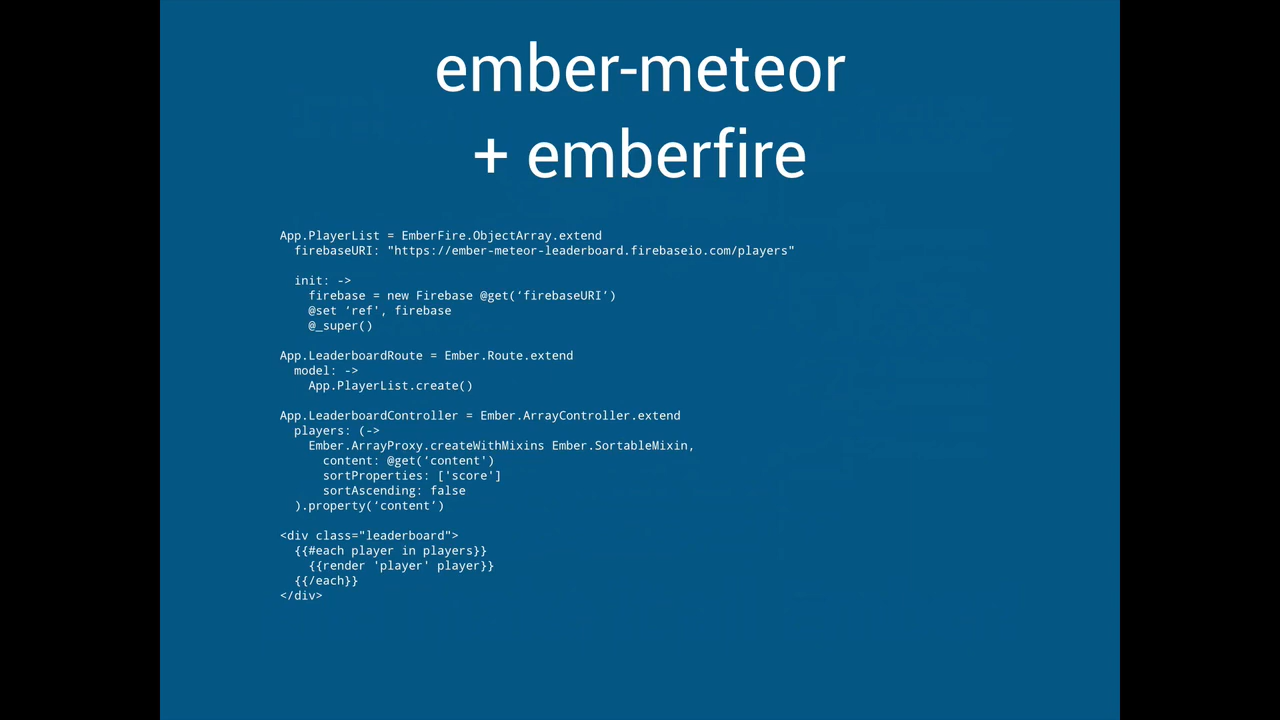 ember-meteor
+ emberfire
App.PlayerList = EmberFire.ObjectArray.extend
  firebaseURI: "https://ember-meteor-leaderboard.firebaseio.com/players"
  init: ->
    firebase = new Firebase @get(‘firebaseURI’)
    @set ‘ref', firebase
    @_super()
App.LeaderboardRoute = Ember.Route.extend
  model: ->
    App.PlayerList.create()
App.LeaderboardController = Ember.ArrayController.extend
  players: (->
    Ember.ArrayProxy.createWithMixins Ember.SortableMixin,
      content: @get(‘content')
      sortProperties: ['score']
      sortAscending: false
  ).property(‘content’)
<div class="leaderboard">
  {{#each player in players}}
    {{render 'player' player}}
  {{/each}}
</div>